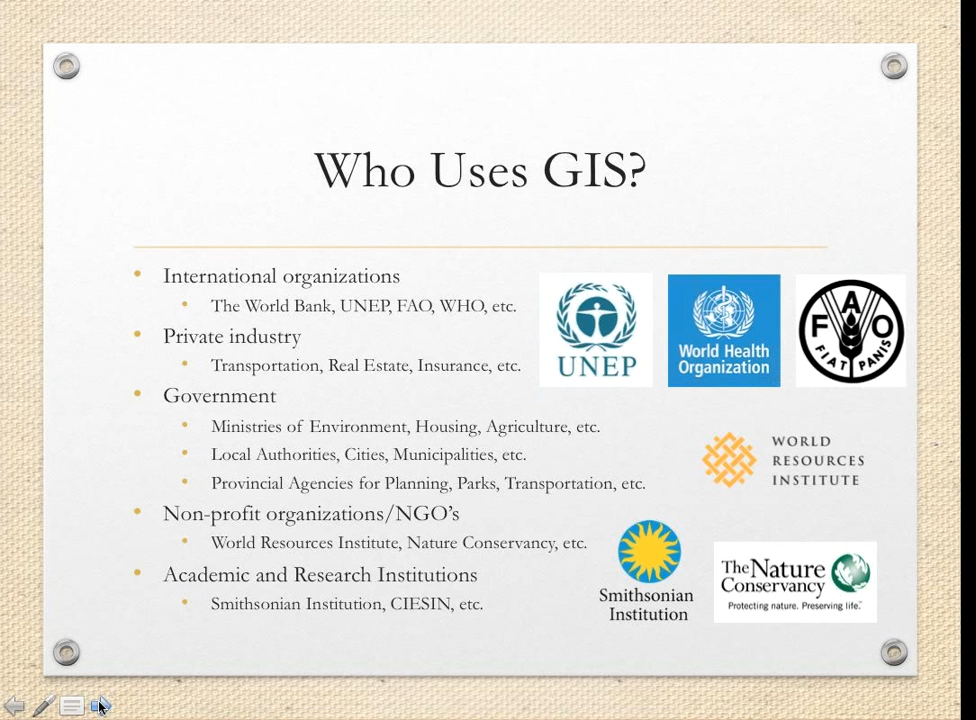 Who Uses GIS?
International organizations
The World Bank, UNEP, FAO, WHO, etc.
Private industry
Transportation, Real Estate, Insurance, etc.
Government
Ministries of Environment, Housing, Agriculture, etc.
Local Authorities, Cities, Municipalities, etc.
Provincial Agencies for Planning, Parks, Transportation, etc.
Non-profit organizations/NGO's
World Resources Institute, Nature Conservancy, etc.
Academic and Research Institutions
Smithsonian Institution, CIESIN, etc.
UNEP
World Health
Organization
F A O
FIAT PANIS
WORLD
RESOURCES
INSTITUTE
Smithsonian
Institution
The Nature
Conservancy
Protecting nature. Preserving life.™